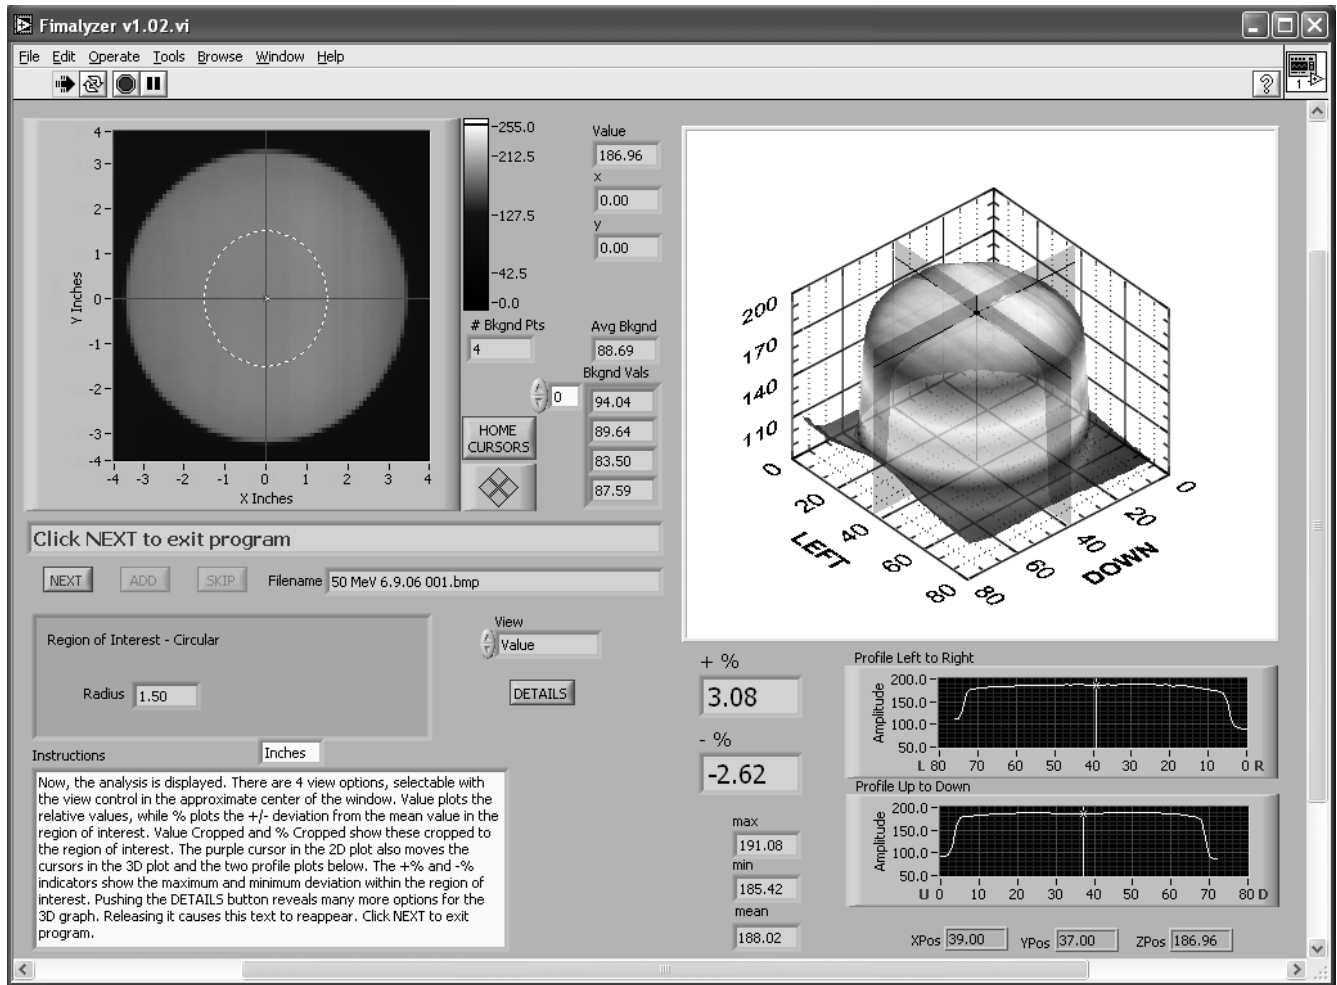 Fimalyzer v1.02.vi
File Edit Operate Tools Browse Window Help
1
4
3
2
1
0
-1
-2
-3
-4
Y Inches
-4 -3 -2 -1 0 1 2 3 4
X Inches
255.0
212.5
127.5
42.5
0.0
Value
186.96
x
0.00
y
0.00
# Bkgnd Pts
4
Avg Bkgnd
88.69
Bkgnd Vals
0
94.04
89.64
83.50
87.59
HOME
CURSORS
200
170
140
110
0
20
40
60
80
LEFT
0
20
40
60
80
DOWN
Click NEXT to exit program
NEXT ADD SKIP Filename 50 MeV 6.9.06 001.bmp
Region of Interest - Circular
Radius 1.50
View
Value
DETAILS
Inches
Instructions
Now, the analysis is displayed. There are 4 view options, selectable with
the view control in the approximate center of the window. Value plots the
relative values, while % plots the +/- deviation from the mean value in the
region of interest. Value Cropped and % Cropped show these cropped to
the region of interest. The purple cursor in the 2D plot also moves the
cursors in the 3D plot and the two profile plots below. The +% and -%
indicators show the maximum and minimum deviation within the region of
interest. Pushing the DETAILS button reveals many more options for the
3D graph. Releasing it causes this text to reappear. Click NEXT to exit
program.
+ %
3.08
- %
-2.62
max
191.08
min
185.42
mean
188.02
Profile Left to Right
Amplitude
200.0
150.0
100.0
50.0
L 80 70 60 50 40 30 20 10 0 R
Profile Up to Down
Amplitude
200.0
150.0
100.0
50.0
U 0 10 20 30 40 50 60 70 80 D
XPos 39.00 YPos 37.00 ZPos 186.96